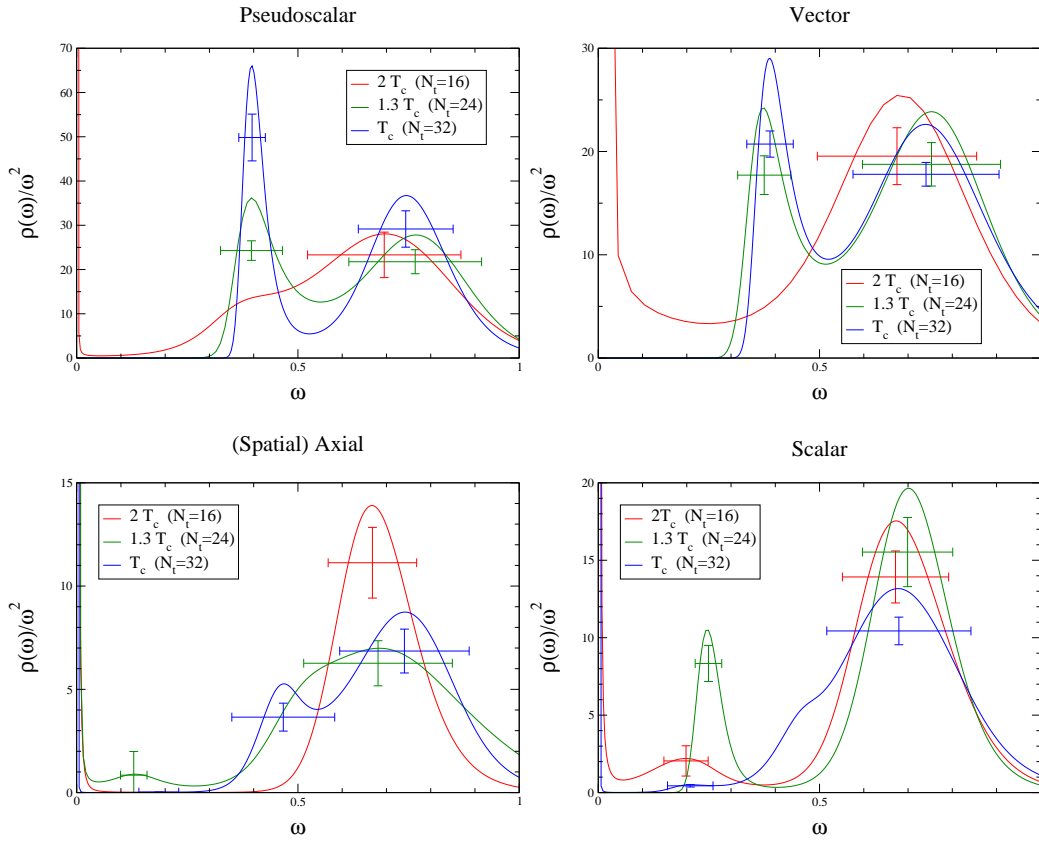 Pseudoscalar
70
60
50
40
30
20
10
0
0
0.5
1
ω
ρ(ω)/ω²
2 T_c (N_t=16)
1.3 T_c (N_t=24)
T_c (N_t=32)
Vector
30
20
10
0
0
0.5
ω
ρ(ω)/ω²
2 T_c (N_t=16)
1.3 T_c (N_t=24)
T_c (N_t=32)
(Spatial) Axial
15
10
5
0
0
0.5
1
ω
ρ(ω)/ω²
2 T_c (N_t=16)
1.3 T_c (N_t=24)
T_c (N_t=32)
Scalar
20
15
10
5
0
0
0.5
ω
ρ(ω)/ω²
2T_c (N_t=16)
1.3 T_c (N_t=24)
T_c (N_t=32)